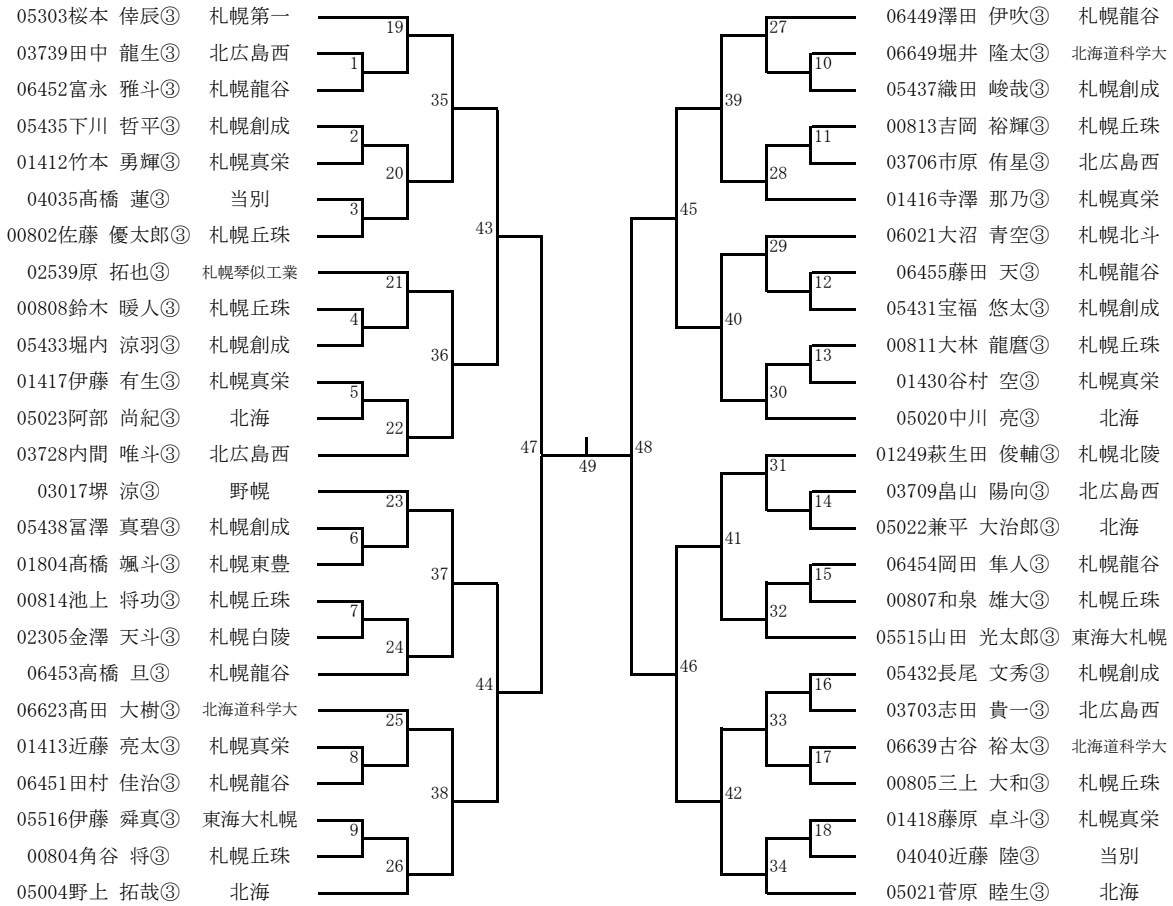 05303桜本 倖辰③ 札幌第一
03739田中 龍生③ 北広島西
06452富永 雅斗③ 札幌龍谷
05435下川 哲平③ 札幌創成
01412竹本 勇輝③ 札幌真栄
04035髙橋 蓮③ 当別
00802佐藤 優太郎③ 札幌丘珠
02539原 拓也③ 札幌琴似工業
00808鈴木 暖人③ 札幌丘珠
05433堀内 涼羽③ 札幌創成
01417伊藤 有生③ 札幌真栄
05023阿部 尚紀③ 北海
03728内間 唯斗③ 北広島西
03017堺 涼③ 野幌
05438冨澤 真碧③ 札幌創成
01804髙橋 颯斗③ 札幌東豊
00814池上 将功③ 札幌丘珠
02305金澤 天斗③ 札幌白陵
06453高橋 旦③ 札幌龍谷
06623髙田 大樹③ 北海道科学大
01413近藤 亮太③ 札幌真栄
06451田村 佳治③ 札幌龍谷
05516伊藤 舜真③ 東海大札幌
00804角谷 将③ 札幌丘珠
05004野上 拓哉③ 北海
1
2
3
4
5
6
7
8
9
19
20
21
22
23
24
25
26
35
36
37
38
43
44
47
49
48
45
46
39
40
41
42
27
28
29
30
31
32
33
34
10
11
12
13
14
15
16
17
18
06449澤田 伊吹③ 札幌龍谷
06649堀井 隆太③ 北海道科学大
05437織田 峻哉③ 札幌創成
00813吉岡 裕輝③ 札幌丘珠
03706市原 侑星③ 北広島西
01416寺澤 那乃③ 札幌真栄
06021大沼 青空③ 札幌北斗
06455藤田 天③ 札幌龍谷
05431宝福 悠太③ 札幌創成
00811大林 龍麿③ 札幌丘珠
01430谷村 空③ 札幌真栄
05020中川 亮③ 北海
01249萩生田 俊輔③ 札幌北陵
03709畠山 陽向③ 北広島西
05022兼平 大治郎③ 北海
06454岡田 隼人③ 札幌龍谷
00807和泉 雄大③ 札幌丘珠
05515山田 光太郎③ 東海大札幌
05432長尾 文秀③ 札幌創成
03703志田 貴一③ 北広島西
06639古谷 裕太③ 北海道科学大
00805三上 大和③ 札幌丘珠
01418藤原 卓斗③ 札幌真栄
04040近藤 陸③ 当別
05021菅原 睦生③ 北海